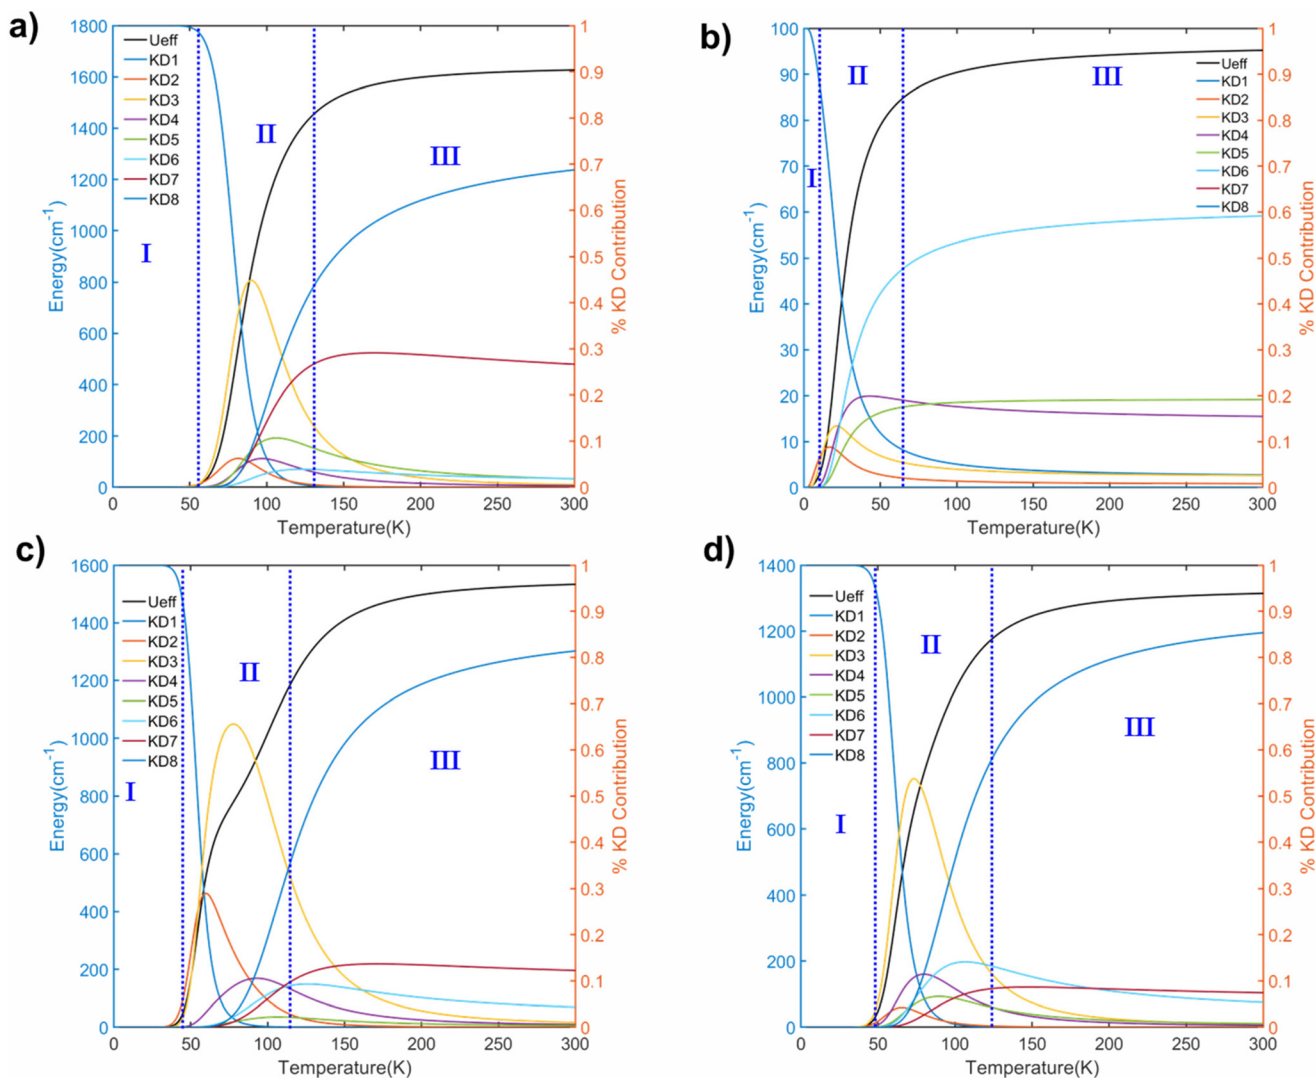 a)
1800
1600
1400
1200
1000
800
600
400
200
0
Energy(cm-1)
Ueff
KD1
KD2
KD3
KD4
KD5
KD6
KD7
KD8
I
II
III
1
0.9
0.8
0.7
0.6
0.5
0.4
0.3
0.2
0.1
0
% KD Contribution
0 50 100 150 200 250 300
Temperature(K)
b)
100
90
80
70
60
50
40
30
20
10
0
Energy(cm-1)
I
II
III
Ueff
KD1
KD2
KD3
KD4
KD5
KD6
KD7
KD8
1
0.9
0.8
0.7
0.6
0.5
0.4
0.3
0.2
0.1
0
% KD Contribution
0 50 100 150 200 250 300
Temperature(K)
c)
1600
1400
1200
1000
800
600
400
200
0
Energy(cm-1)
Ueff
KD1
KD2
KD3
KD4
KD5
KD6
KD7
KD8
I
II
III
1
0.9
0.8
0.7
0.6
0.5
0.4
0.3
0.2
0.1
0
% KD Contribution
0 50 100 150 200 250 300
Temperature(K)
d)
1400
1200
1000
800
600
400
200
0
Energy(cm-1)
Ueff
KD1
KD2
KD3
KD4
KD5
KD6
KD7
KD8
I
II
III
1
0.9
0.8
0.7
0.6
0.5
0.4
0.3
0.2
0.1
0
% KD Contribution
0 50 100 150 200 250 300
Temperature(K)